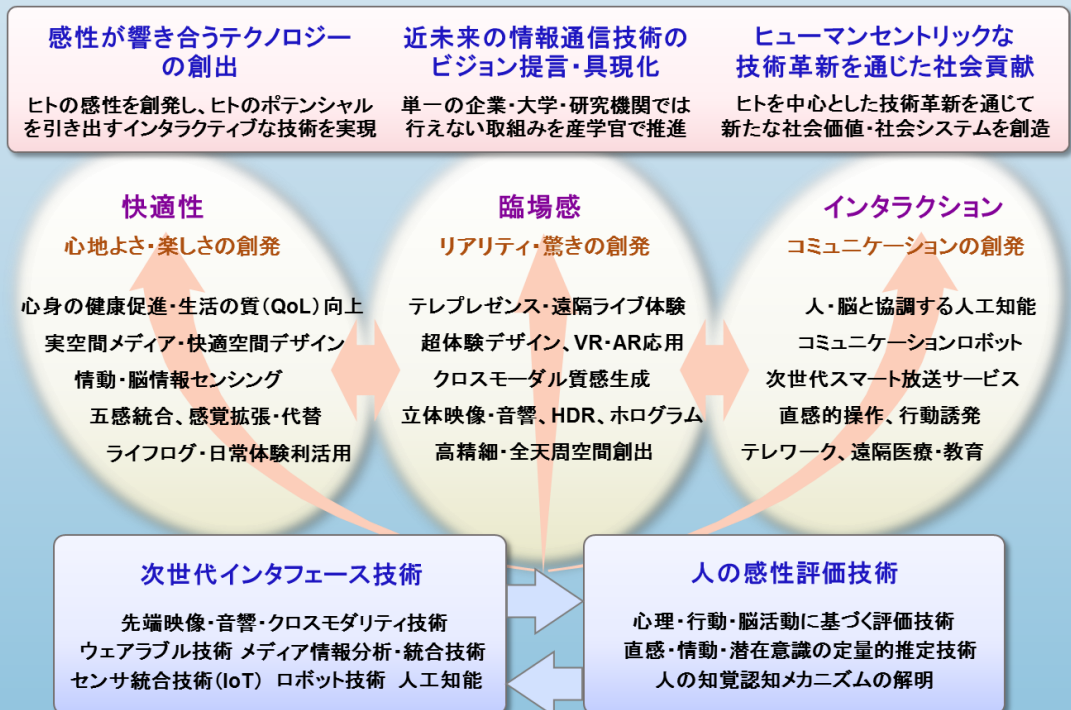 感性が響き合うテクノロジー
の創出
ヒトの感性を創発し、ヒトのポテンシャル
を引き出すインタラクティブな技術を実現
近未来の情報通信技術の
ビジョン提言・具現化
単一の企業・大学・研究機関では
行えない取組みを産学官で推進
ヒューマンセントリックな
技術革新を通じた社会貢献
ヒトを中心とした技術革新を通じて
新たな社会価値・社会システムを創造
快適性
心地よさ・楽しさの創発
心身の健康促進・生活の質(QoL)向上
実空間メディア・快適空間デザイン
情動・脳情報センシング
五感統合、感覚拡張・代替
ライフログ・日常体験利活用
臨場感
リアリティ・驚きの創発
テレプレゼンス・遠隔ライブ体験
超体験デザイン、VR・AR応用
クロスモーダル質感生成
立体映像・音響、HDR、ホログラム
高精細・全天周空間創出
インタラクション
コミュニケーションの創発
人・脳と協調する人工知能
コミュニケーションロボット
次世代スマート放送サービス
直感的操作、行動誘発
テレワーク、遠隔医療・教育
次世代インタフェース技術
先端映像・音響・クロスモダリティ技術
ウェアラブル技術 メディア情報分析・統合技術
センサ統合技術(IoT) ロボット技術 人工知能
人の感性評価技術
心理・行動・脳活動に基づく評価技術
直感・情動・潜在意識の定量的推定技術
人の知覚認知メカニズムの解明